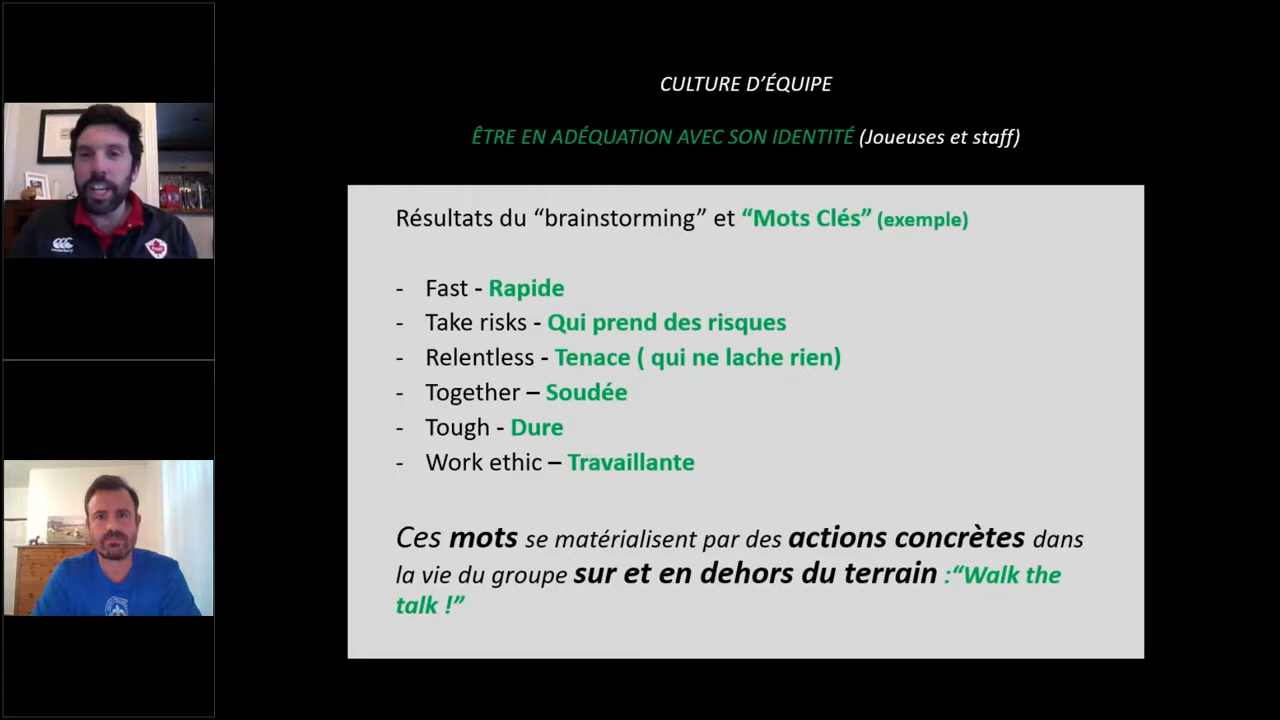 CULTURE D’ÉQUIPE
ÊTRE EN ADÉQUATION AVEC SON IDENTITÉ (Joueuses et staff)
Résultats du “brainstorming” et “Mots Clés” (exemple)
- Fast - Rapide
- Take risks - Qui prend des risques
- Relentless - Tenace ( qui ne lache rien)
- Together – Soudée
- Tough - Dure
- Work ethic – Travaillante
Ces mots se matérialisent par des actions concrètes dans
la vie du groupe sur et en dehors du terrain :“Walk the
talk !”